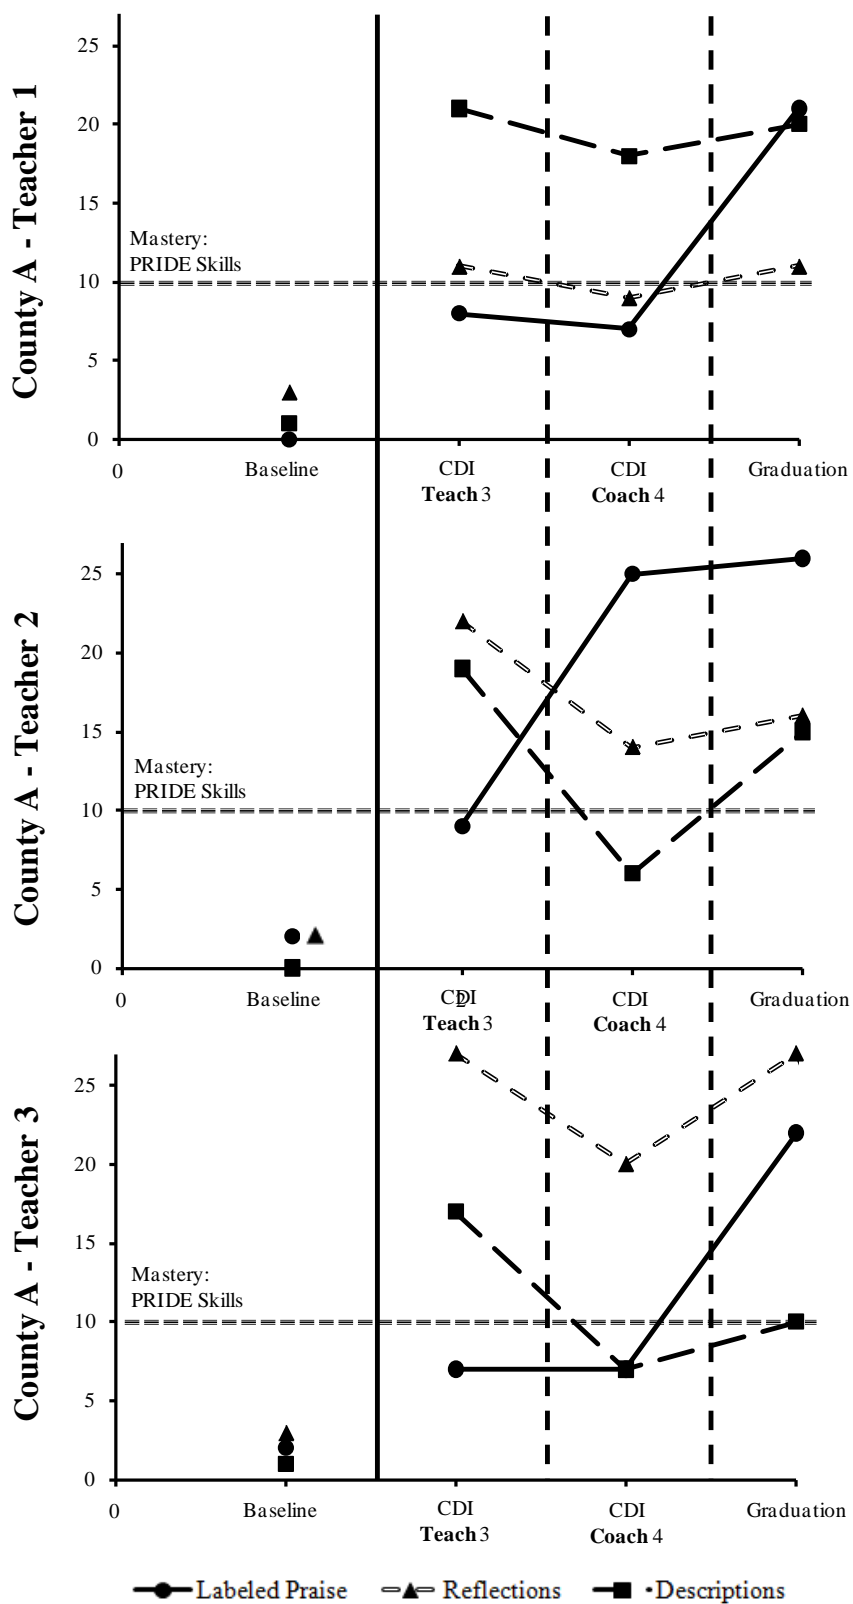 County A - Teacher 1
25
20
15
10
5
0
Mastery:
PRIDE Skills
0 Baseline CDI CDI Graduation
Teach 3 Coach 4
County A - Teacher 2
25
20
15
10
5
0
Mastery:
PRIDE Skills
0 Baseline CDI 2 CDI Graduation
Teach 3 Coach 4
County A - Teacher 3
25
20
15
10
5
0
Mastery:
PRIDE Skills
0 Baseline CDI CDI Graduation
Teach 3 Coach 4
Labeled Praise Reflections Descriptions